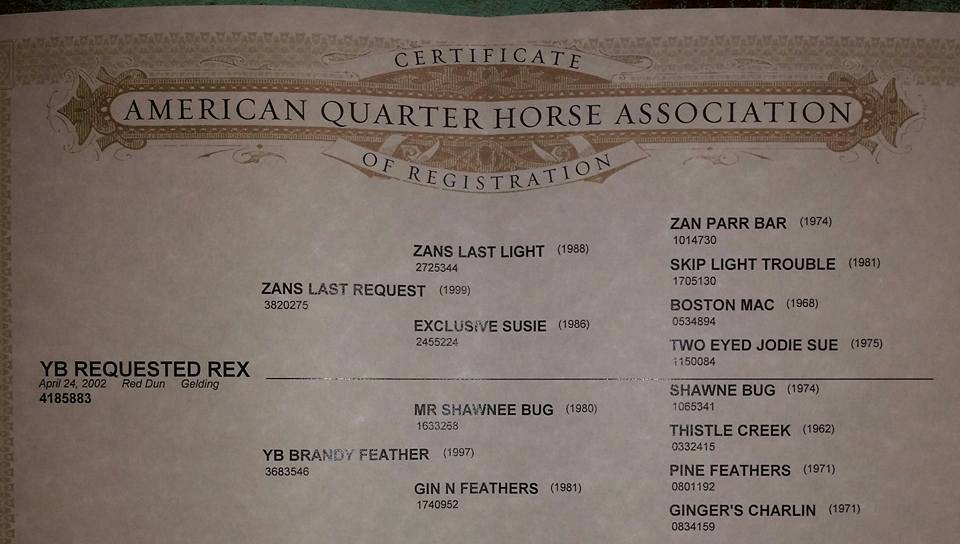 CERTIFICATE
AMERICAN QUARTER HORSE ASSOCIATION
OF REGISTRATION
ZAN PARR BAR (1974)
1014730
ZANS LAST LIGHT (1988)
2725344
SKIP LIGHT TROUBLE (1981)
1705130
ZANS LAST REQUEST (1999)
3820275
BOSTON MAC (1968)
0534894
EXCLUSIVE SUSIE (1986)
2455224
TWO EYED JODIE SUE (1975)
1150084
YB REQUESTED REX
April 24, 2002 Red Dun Gelding
4185883
SHAWNE BUG (1974)
1065341
MR SHAWNEE BUG (1980)
1633268
THISTLE CREEK (1962)
0332415
YB BRANDY FEATHER (1997)
3683546
PINE FEATHERS (1971)
0801192
GIN N FEATHERS (1981)
1740952
GINGER'S CHARLIN (1971)
0834159